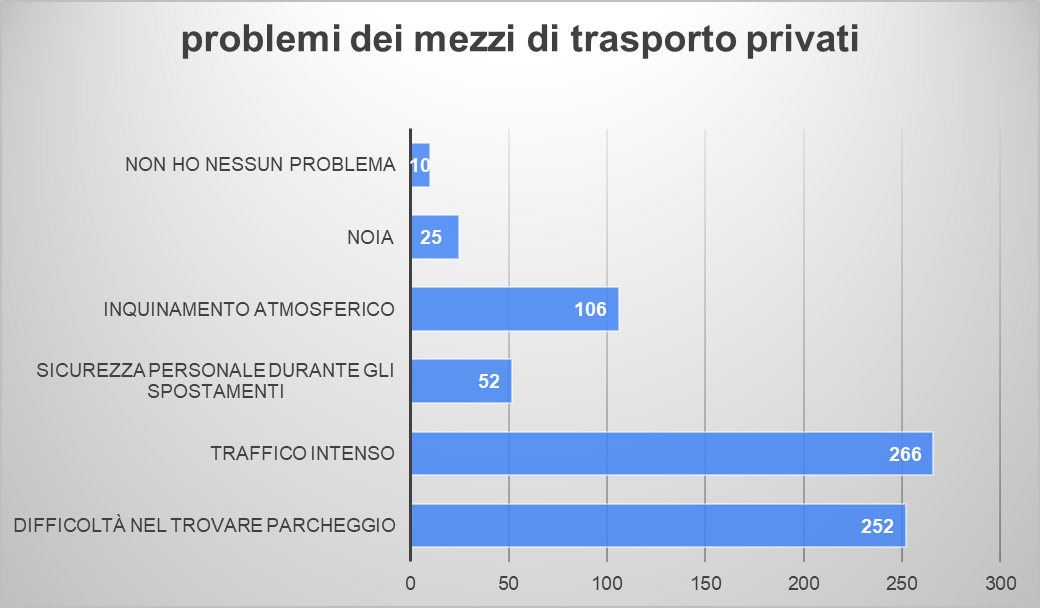 problemi dei mezzi di trasporto privati
NON HO NESSUN PROBLEMA
10
NOIA
25
INQUINAMENTO ATMOSFERICO
106
SICUREZZA PERSONALE DURANTE GLI
SPOSTAMENTI
52
TRAFFICO INTENSO
266
DIFFICOLTÀ NEL TROVARE PARCHEGGIO
252
0 50 100 150 200 250 300